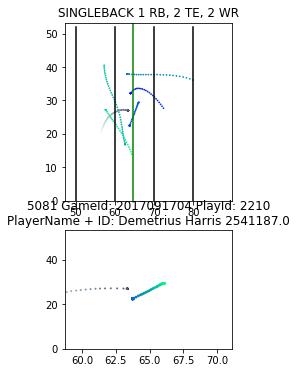 SINGLEBACK 1 RB, 2 TE, 2 WR
50
40
30
20
10
0
50 60 70 80
5081 GameId: 2017091704 PlayId: 2210
PlayerName + ID: Demetrius Harris 2541187.0
40
20
0
60.0 62.5 65.0 67.5 70.0